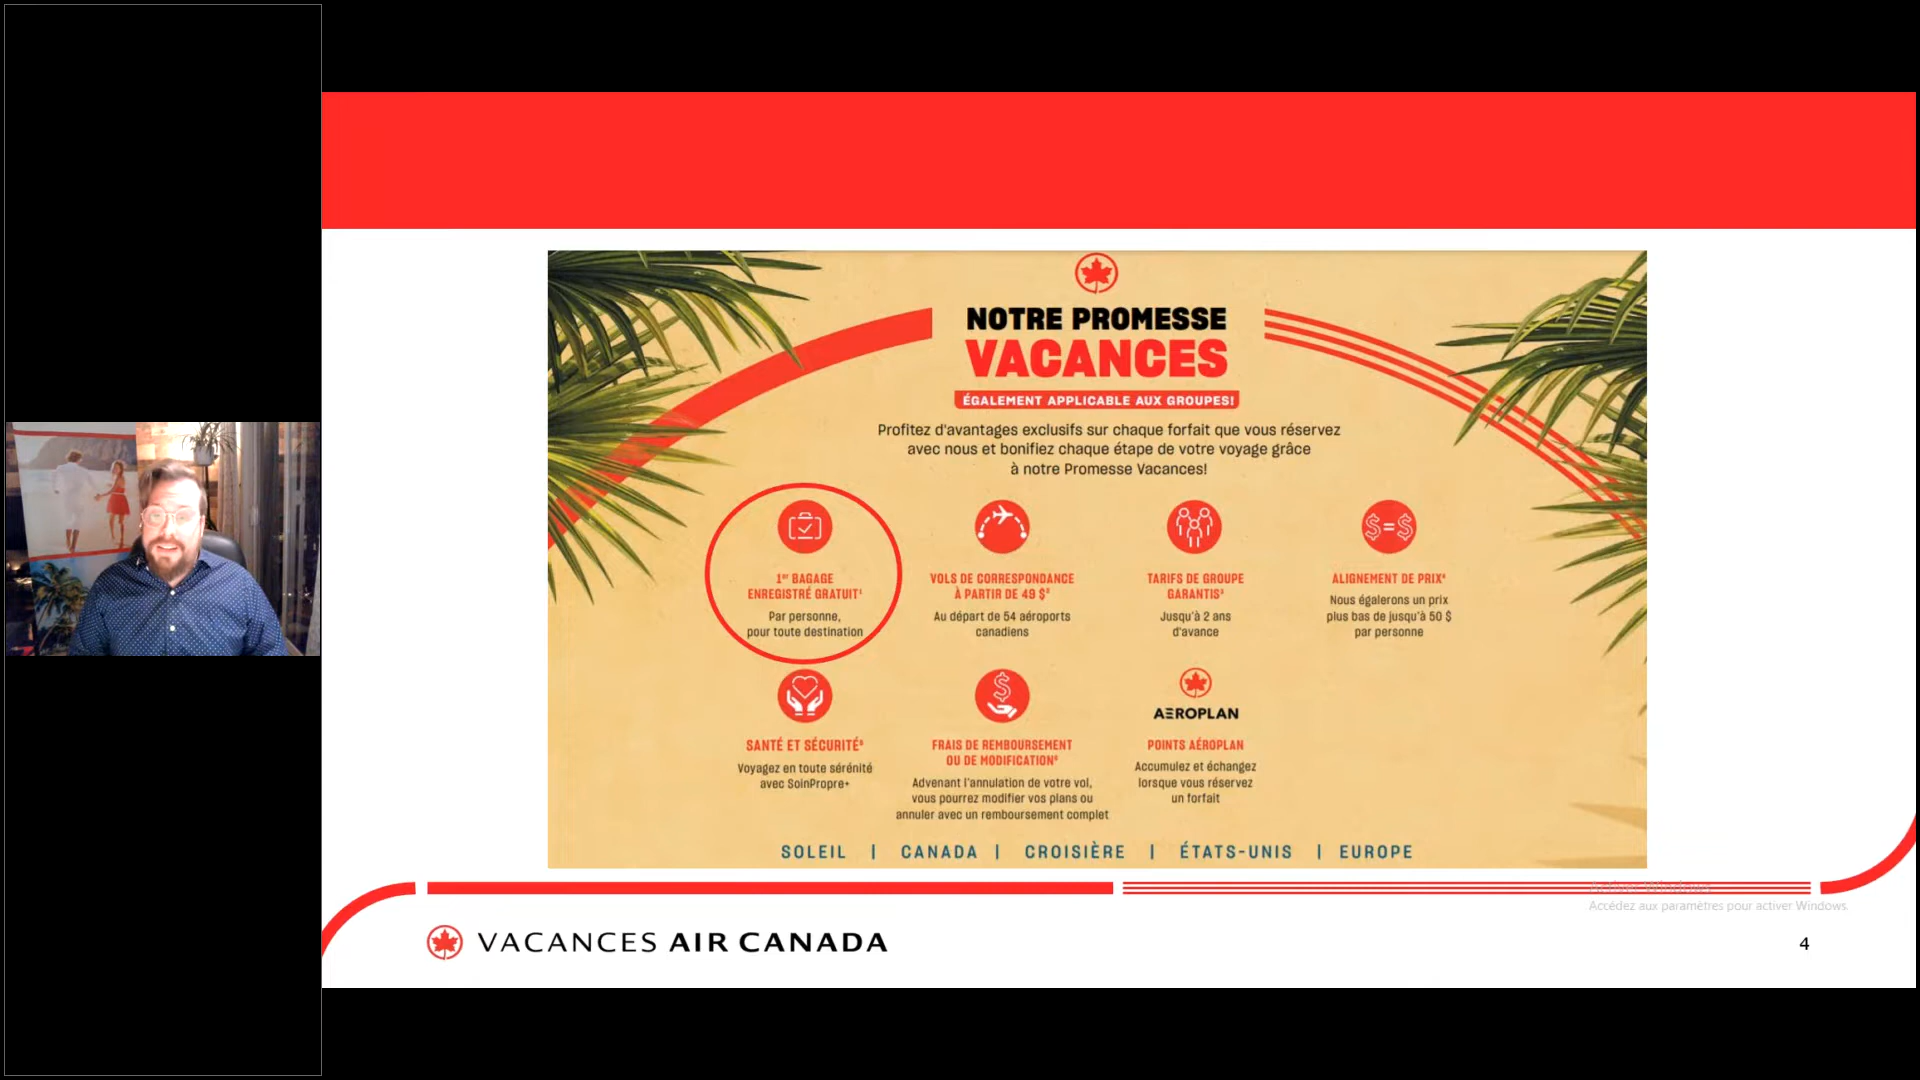 NOTRE PROMESSE
VACANCES
ÉGALEMENT APPLICABLE AUX GROUPES!
Profitez d'avantages exclusifs sur chaque forfait que vous réservez
avec nous et bonifiez chaque étape de votre voyage grâce
à notre Promesse Vacances!
1er BAGAGE
ENREGISTRÉ GRATUIT¹
Par personne,
pour toute destination
VOLS DE CORRESPONDANCE
À PARTIR DE 49 $²
Au départ de 54 aéroports
canadiens
TARIFS DE GROUPE
GARANTIS³
Jusqu'à 2 ans
d'avance
$=$
ALIGNEMENT DE PRIX⁴
Nous égalerons un prix
plus bas de jusqu'à 50 $
par personne
SANTÉ ET SÉCURITÉ⁵
Voyagez en toute sérénité
avec SoinPropre+
$
FRAIS DE REMBOURSEMENT
OU DE MODIFICATION⁶
Advenant l'annulation de votre vol,
vous pourrez modifier vos plans ou
annuler avec un remboursement complet
AEROPLAN
POINTS AÉROPLAN
Accumulez et échangez
lorsque vous réservez
un forfait
SOLEIL | CANADA | CROISIÈRE | ÉTATS-UNIS | EUROPE
Activer Windows
Accédez aux paramètres pour activer Windows.
VACANCES AIR CANADA
4